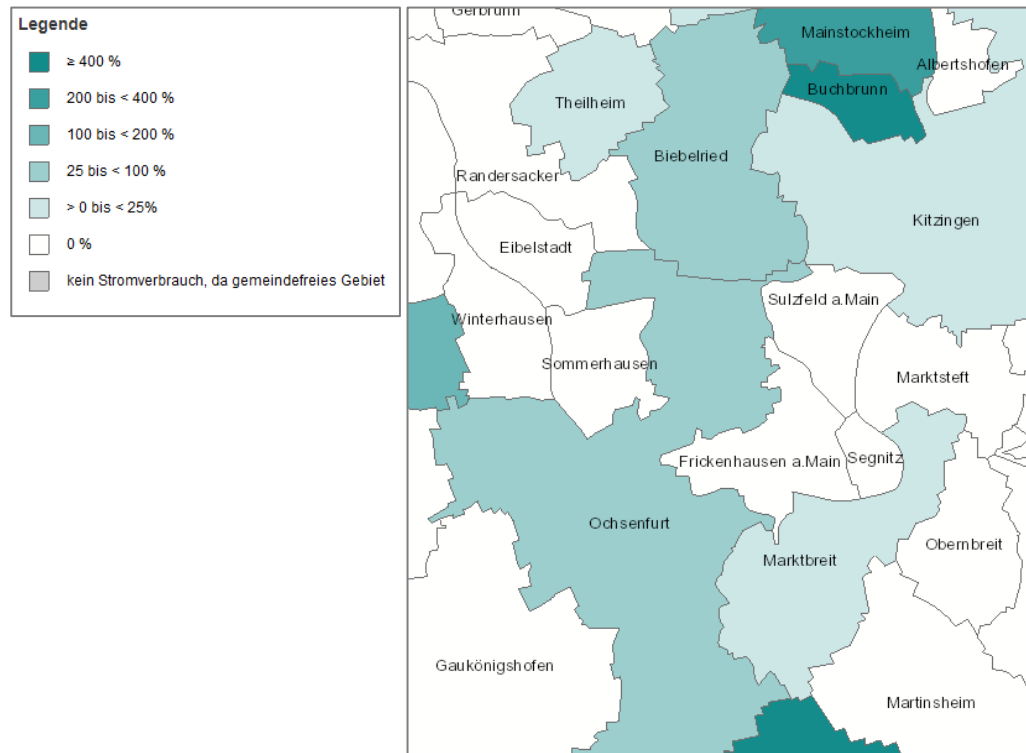 Legende
≥ 400 %
200 bis < 400 %
100 bis < 200 %
25 bis < 100 %
> 0 bis < 25%
0 %
kein Stromverbrauch, da gemeindefreies Gebiet
Gerbrunn
Mainstockheim
Albertshofen
Buchbrunn
Theilheim
Biebelried
Randersacker
Kitzingen
Eibelstadt
Sulzfeld a.Main
Winterhausen
Sommerhausen
Marktsteft
Frickenhausen a.Main
Segnitz
Ochsenfurt
Obernbreit
Marktbreit
Gaukönigshofen
Martinsheim